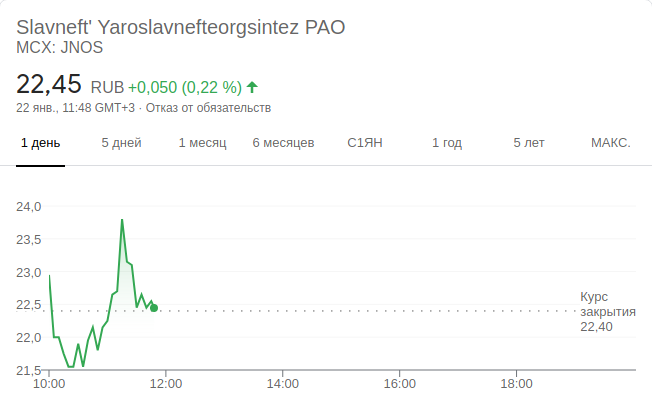 Slavneft' Yaroslavnefteorgsintez PAO
MCX: JNOS
22,45 RUB +0,050 (0,22 %)
22 янв., 11:48 GMT+3 · Отказ от обязательств
1 день 5 дней 1 месяц 6 месяцев С1ЯН 1 год 5 лет МАКС.
24,0
23,5
23,0
22,5
22,0
21,5
Курс
закрытия
22,40
10:00 12:00 14:00 16:00 18:00